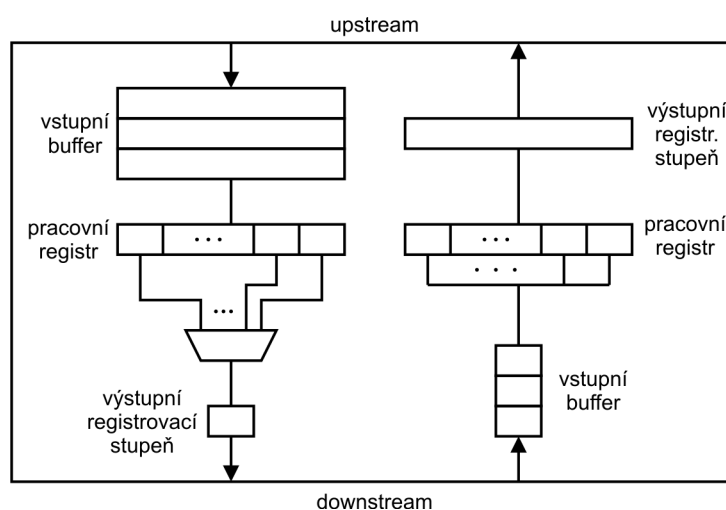 upstream
vstupní
buffer
výstupní
registr.
stupeň
pracovní
registr
...
...
pracovní
registr
...
...
vstupní
buffer
výstupní
registrovací
stupeň
downstream